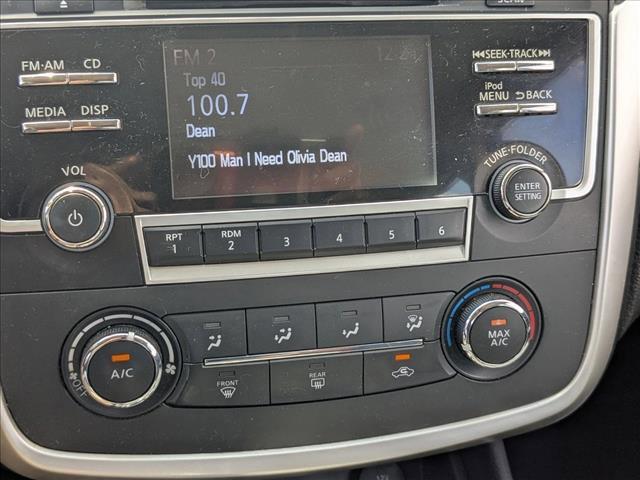 SCAN
FM·AM CD
MEDIA DISP
VOL
FM 2
Top 40
100.7
Dean
Y100 Man I Need Olivia Dean
SEEK·TRACK
iPod
MENU BACK
TUNE·FOLDER
ENTER
SETTING
RPT
1
RDM
2
3
4
5
6
OFF
A/C
FRONT
REAR
MAX
A/C